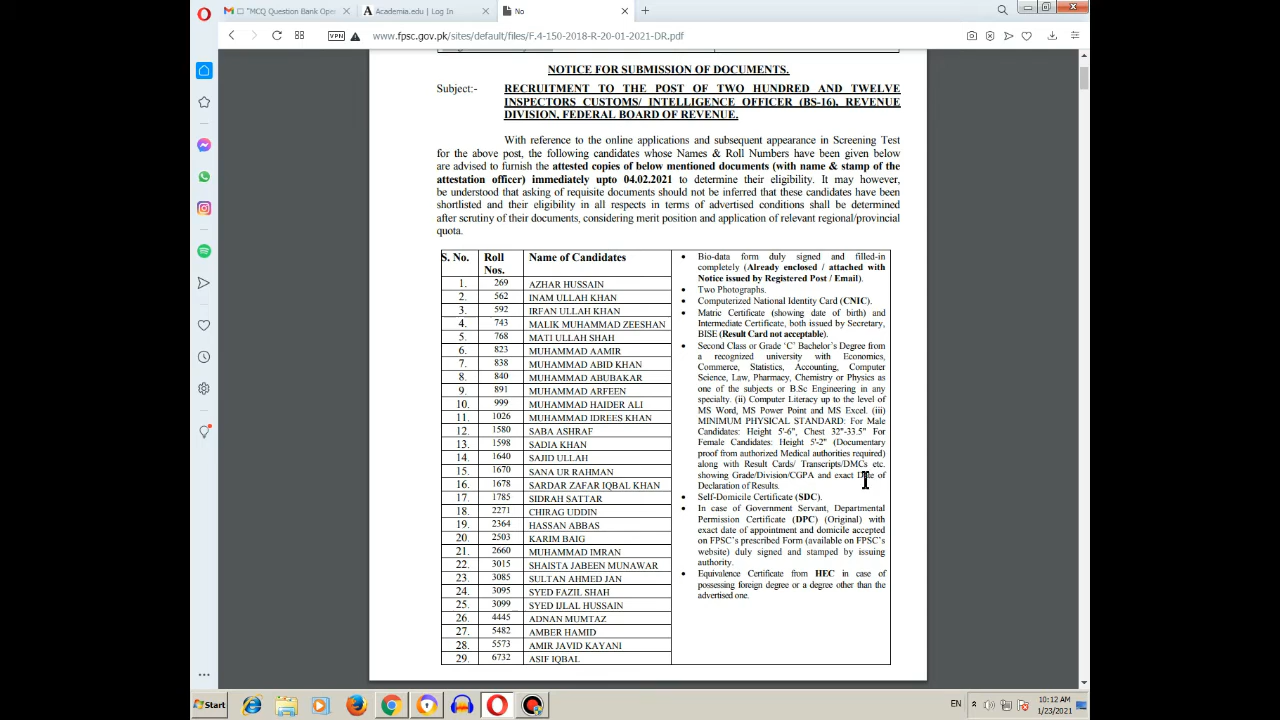 "MCQ Question Bank Ope
Academia.edu | Log In
No
VPN
www.fpsc.gov.pk/sites/default/files/F.4-150-2018-R-20-01-2021-DR.pdf
NOTICE FOR SUBMISSION OF DOCUMENTS.
Subject:- RECRUITMENT TO THE POST OF TWO HUNDRED AND TWELVE
INSPECTORS CUSTOMS/ INTELLIGENCE OFFICER (BS-16), REVENUE
DIVISION, FEDERAL BOARD OF REVENUE.
With reference to the online applications and subsequent appearance in Screening Test
for the above post, the following candidates whose Names & Roll Numbers have been given below
are advised to furnish the attested copies of below mentioned documents (with name & stamp of the
attestation officer) immediately upto 04.02.2021 to determine their eligibility. It may however,
be understood that asking of requisite documents should not be inferred that these candidates have been
shortlisted and their eligibility in all respects in terms of advertised conditions shall be determined
after scrutiny of their documents, considering merit position and application of relevant regional/provincial
quota.
S. No. Roll Nos. Name of Candidates
1. 269 AZHAR HUSSAIN
2. 562 INAM ULLAH KHAN
3. 592 IRFAN ULLAH KHAN
4. 743 MALIK MUHAMMAD ZEESHAN
5. 768 MATI ULLAH SHAH
6. 823 MUHAMMAD AAMIR
7. 838 MUHAMMAD ABID KHAN
8. 840 MUHAMMAD ABUBAKAR
9. 891 MUHAMMAD ARFEEN
10. 999 MUHAMMAD HAIDER ALI
11. 1026 MUHAMMAD IDREES KHAN
12. 1580 SABA ASHRAF
13. 1598 SADIA KHAN
14. 1640 SAJID ULLAH
15. 1670 SANA UR RAHMAN
16. 1678 SARDAR ZAFAR IQBAL KHAN
17. 1785 SIDRAH SATTAR
18. 2271 CHIRAG UDDIN
19. 2364 HASSAN ABBAS
20. 2503 KARIM BAIG
21. 2660 MUHAMMAD IMRAN
22. 3015 SHAISTA JABEEN MUNAWAR
23. 3085 SULTAN AHMED JAN
24. 3095 SYED FAZIL SHAH
25. 3099 SYED IJLAL HUSSAIN
26. 4445 ADNAN MUMTAZ
27. 5482 AMBER HAMID
28. 5573 AMIR JAVID KAYANI
29. 6732 ASIF IQBAL
• Bio-data form duly signed and filled-in
completely (Already enclosed / attached with
Notice issued by Registered Post / Email).
• Two Photographs.
• Computerized National Identity Card (CNIC).
• Matric Certificate (showing date of birth) and
Intermediate Certificate, both issued by Secretary,
BISE (Result Card not acceptable).
• Second Class or Grade ‘C’ Bachelor’s Degree from
a recognized university with Economics,
Commerce, Statistics, Accounting, Computer
Science, Law, Pharmacy, Chemistry or Physics as
one of the subjects or B.Sc Engineering in any
specialty. (ii) Computer Literacy up to the level of
MS Word, MS Power Point and MS Excel. (iii)
MINIMUM PHYSICAL STANDARD: For Male
Candidates: Height 5'-6", Chest 32"-33.5" For
Female Candidates: Height 5'-2" (Documentary
proof from authorized Medical authorities required)
along with Result Cards/ Transcripts/DMCs etc.
showing Grade/Division/CGPA and exact Date of
Declaration of Results.
• Self-Domicile Certificate (SDC).
• In case of Government Servant, Departmental
Permission Certificate (DPC) (Original) with
exact date of appointment and domicile accepted
on FPSC’s prescribed Form (available on FPSC’s
website) duly signed and stamped by issuing
authority.
• Equivalence Certificate from HEC in case of
possessing foreign degree or a degree other than the
advertised one.
Start
EN
10:12 AM
1/23/2021